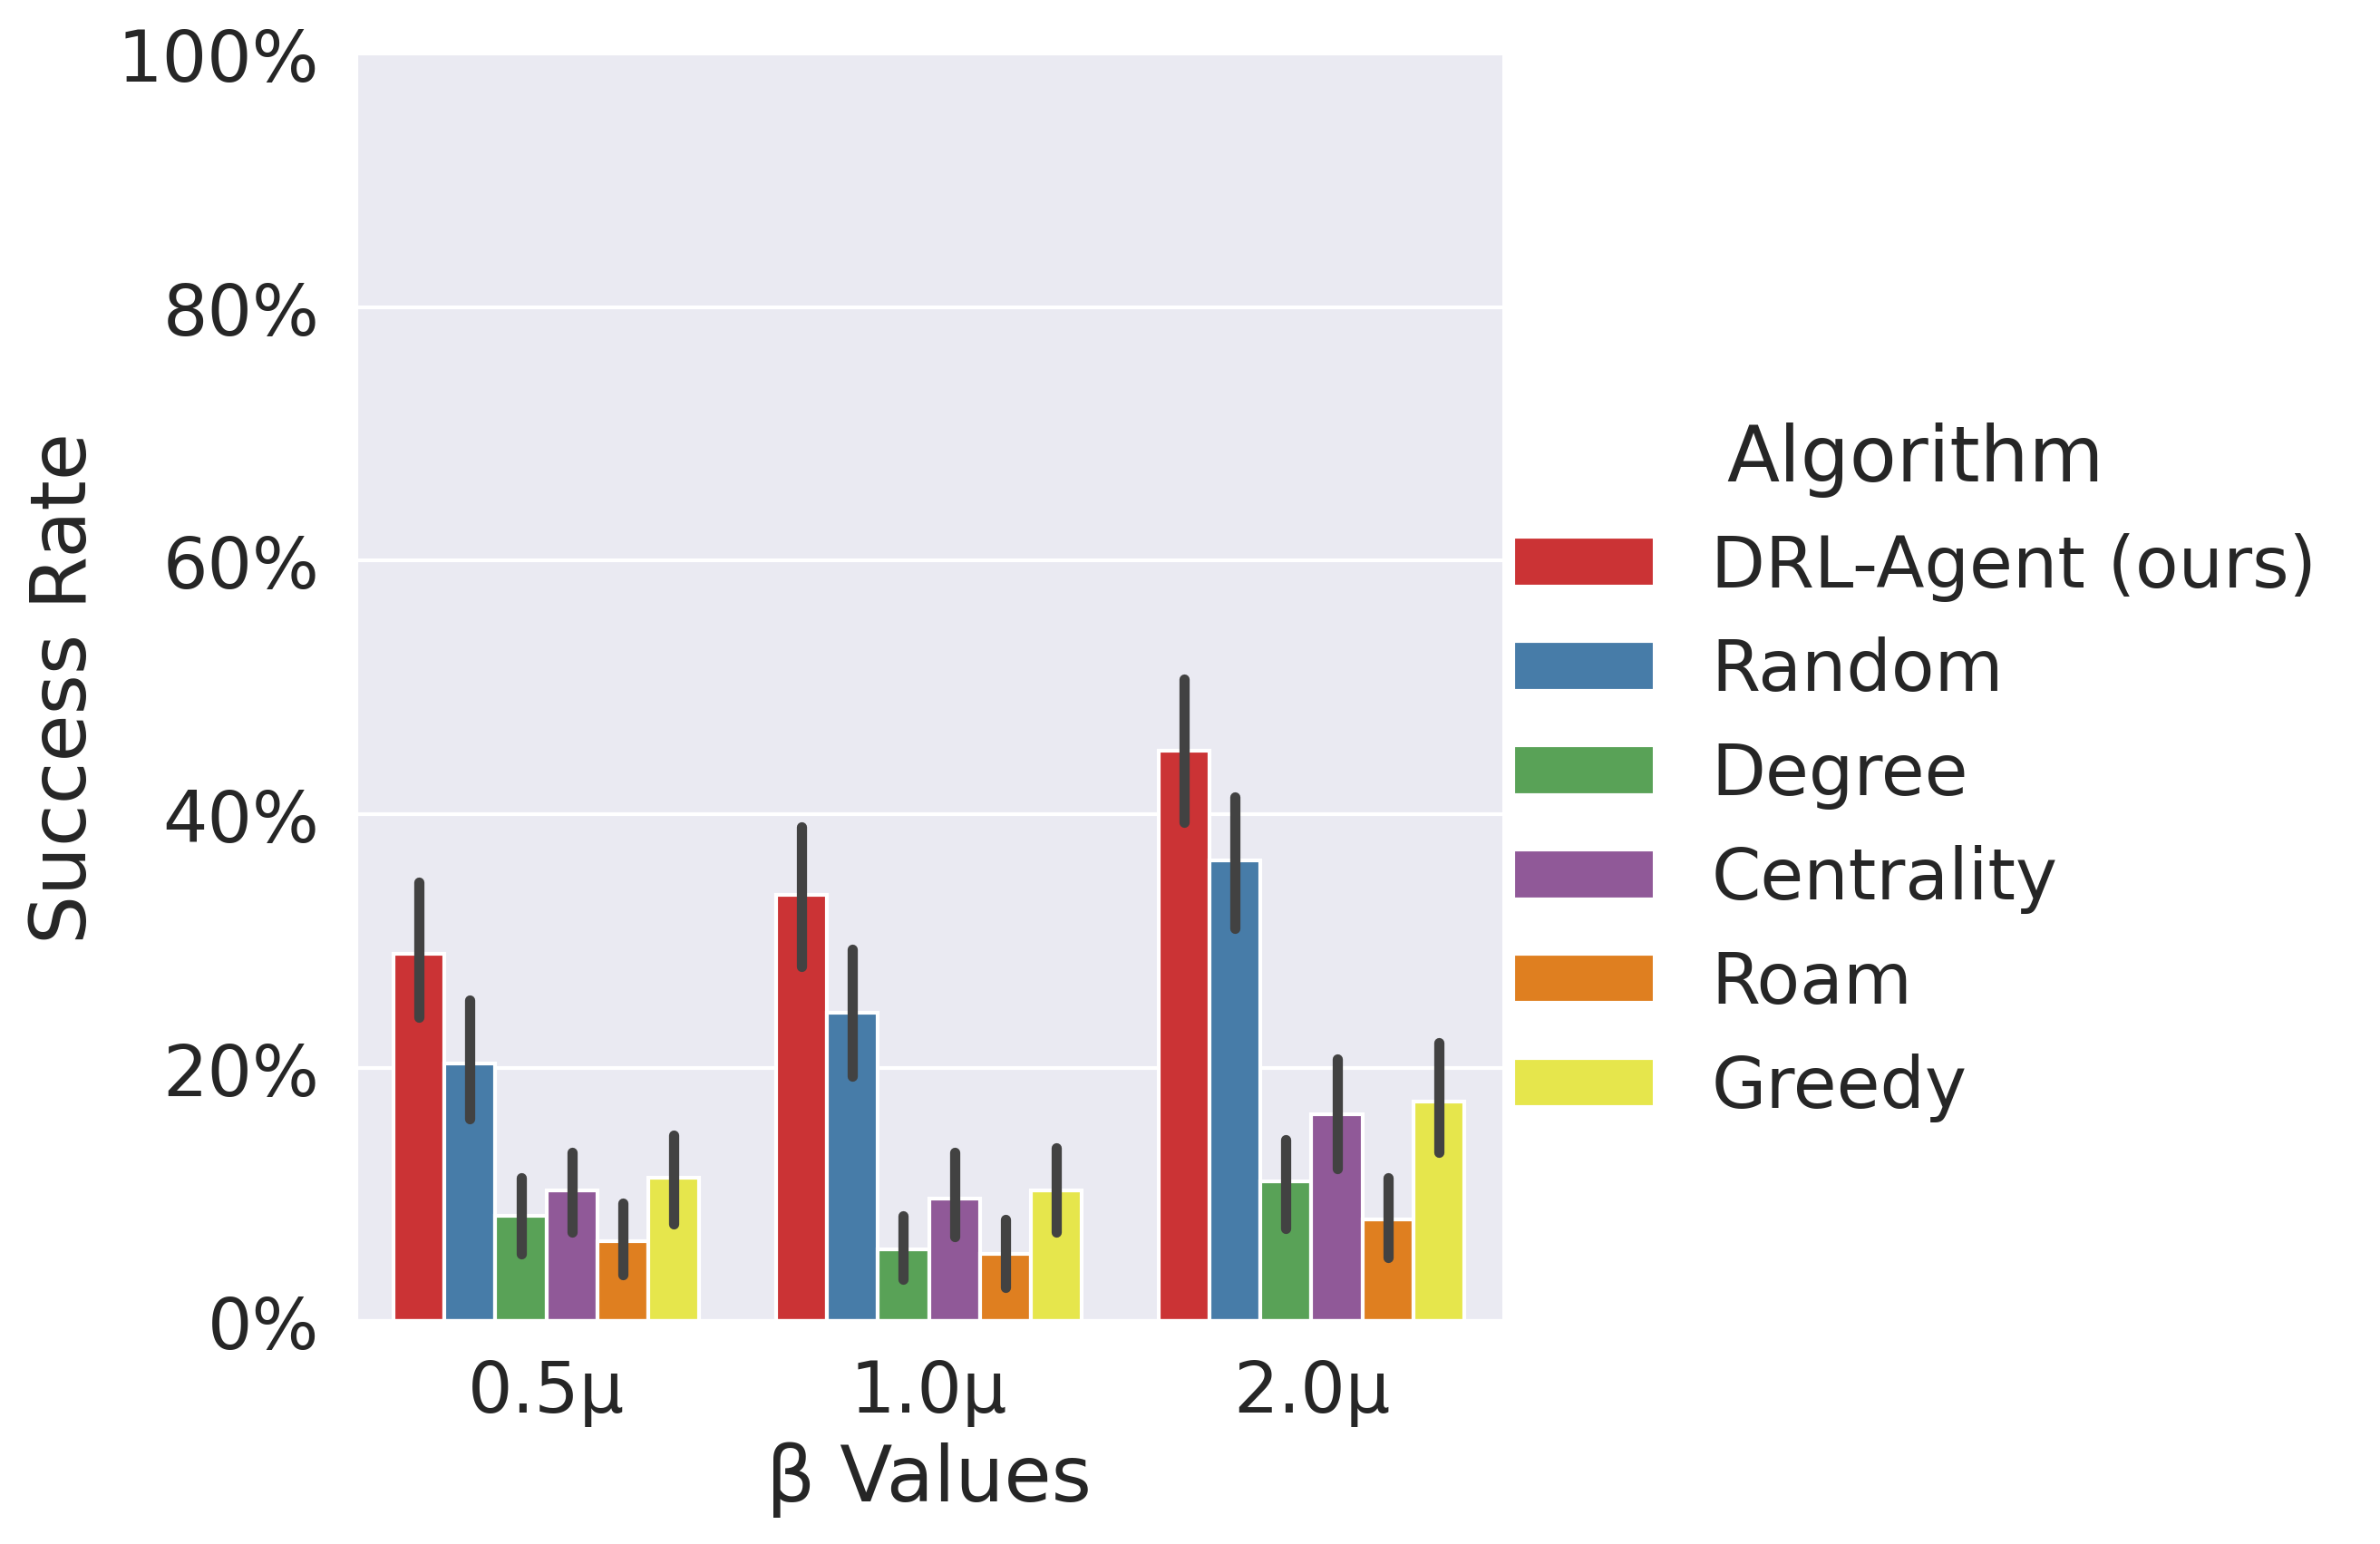 100%
80%
60%
40%
20%
0%
Success Rate
0.5µ
1.0µ
2.0µ
β Values
Algorithm
DRL-Agent (ours)
Random
Degree
Centrality
Roam
Greedy